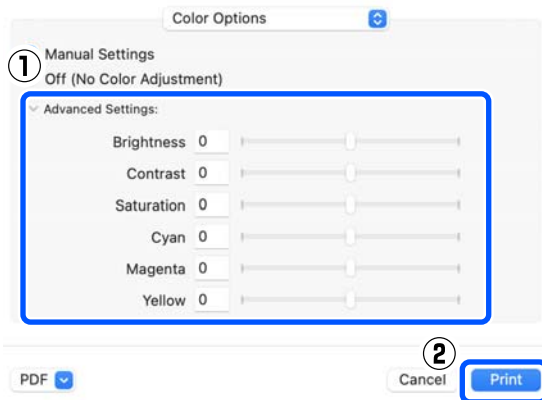 Color Options
①
Manual Settings
Off (No Color Adjustment)
Advanced Settings:
Brightness 0
Contrast 0
Saturation 0
Cyan 0
Magenta 0
Yellow 0
②
PDF Cancel Print